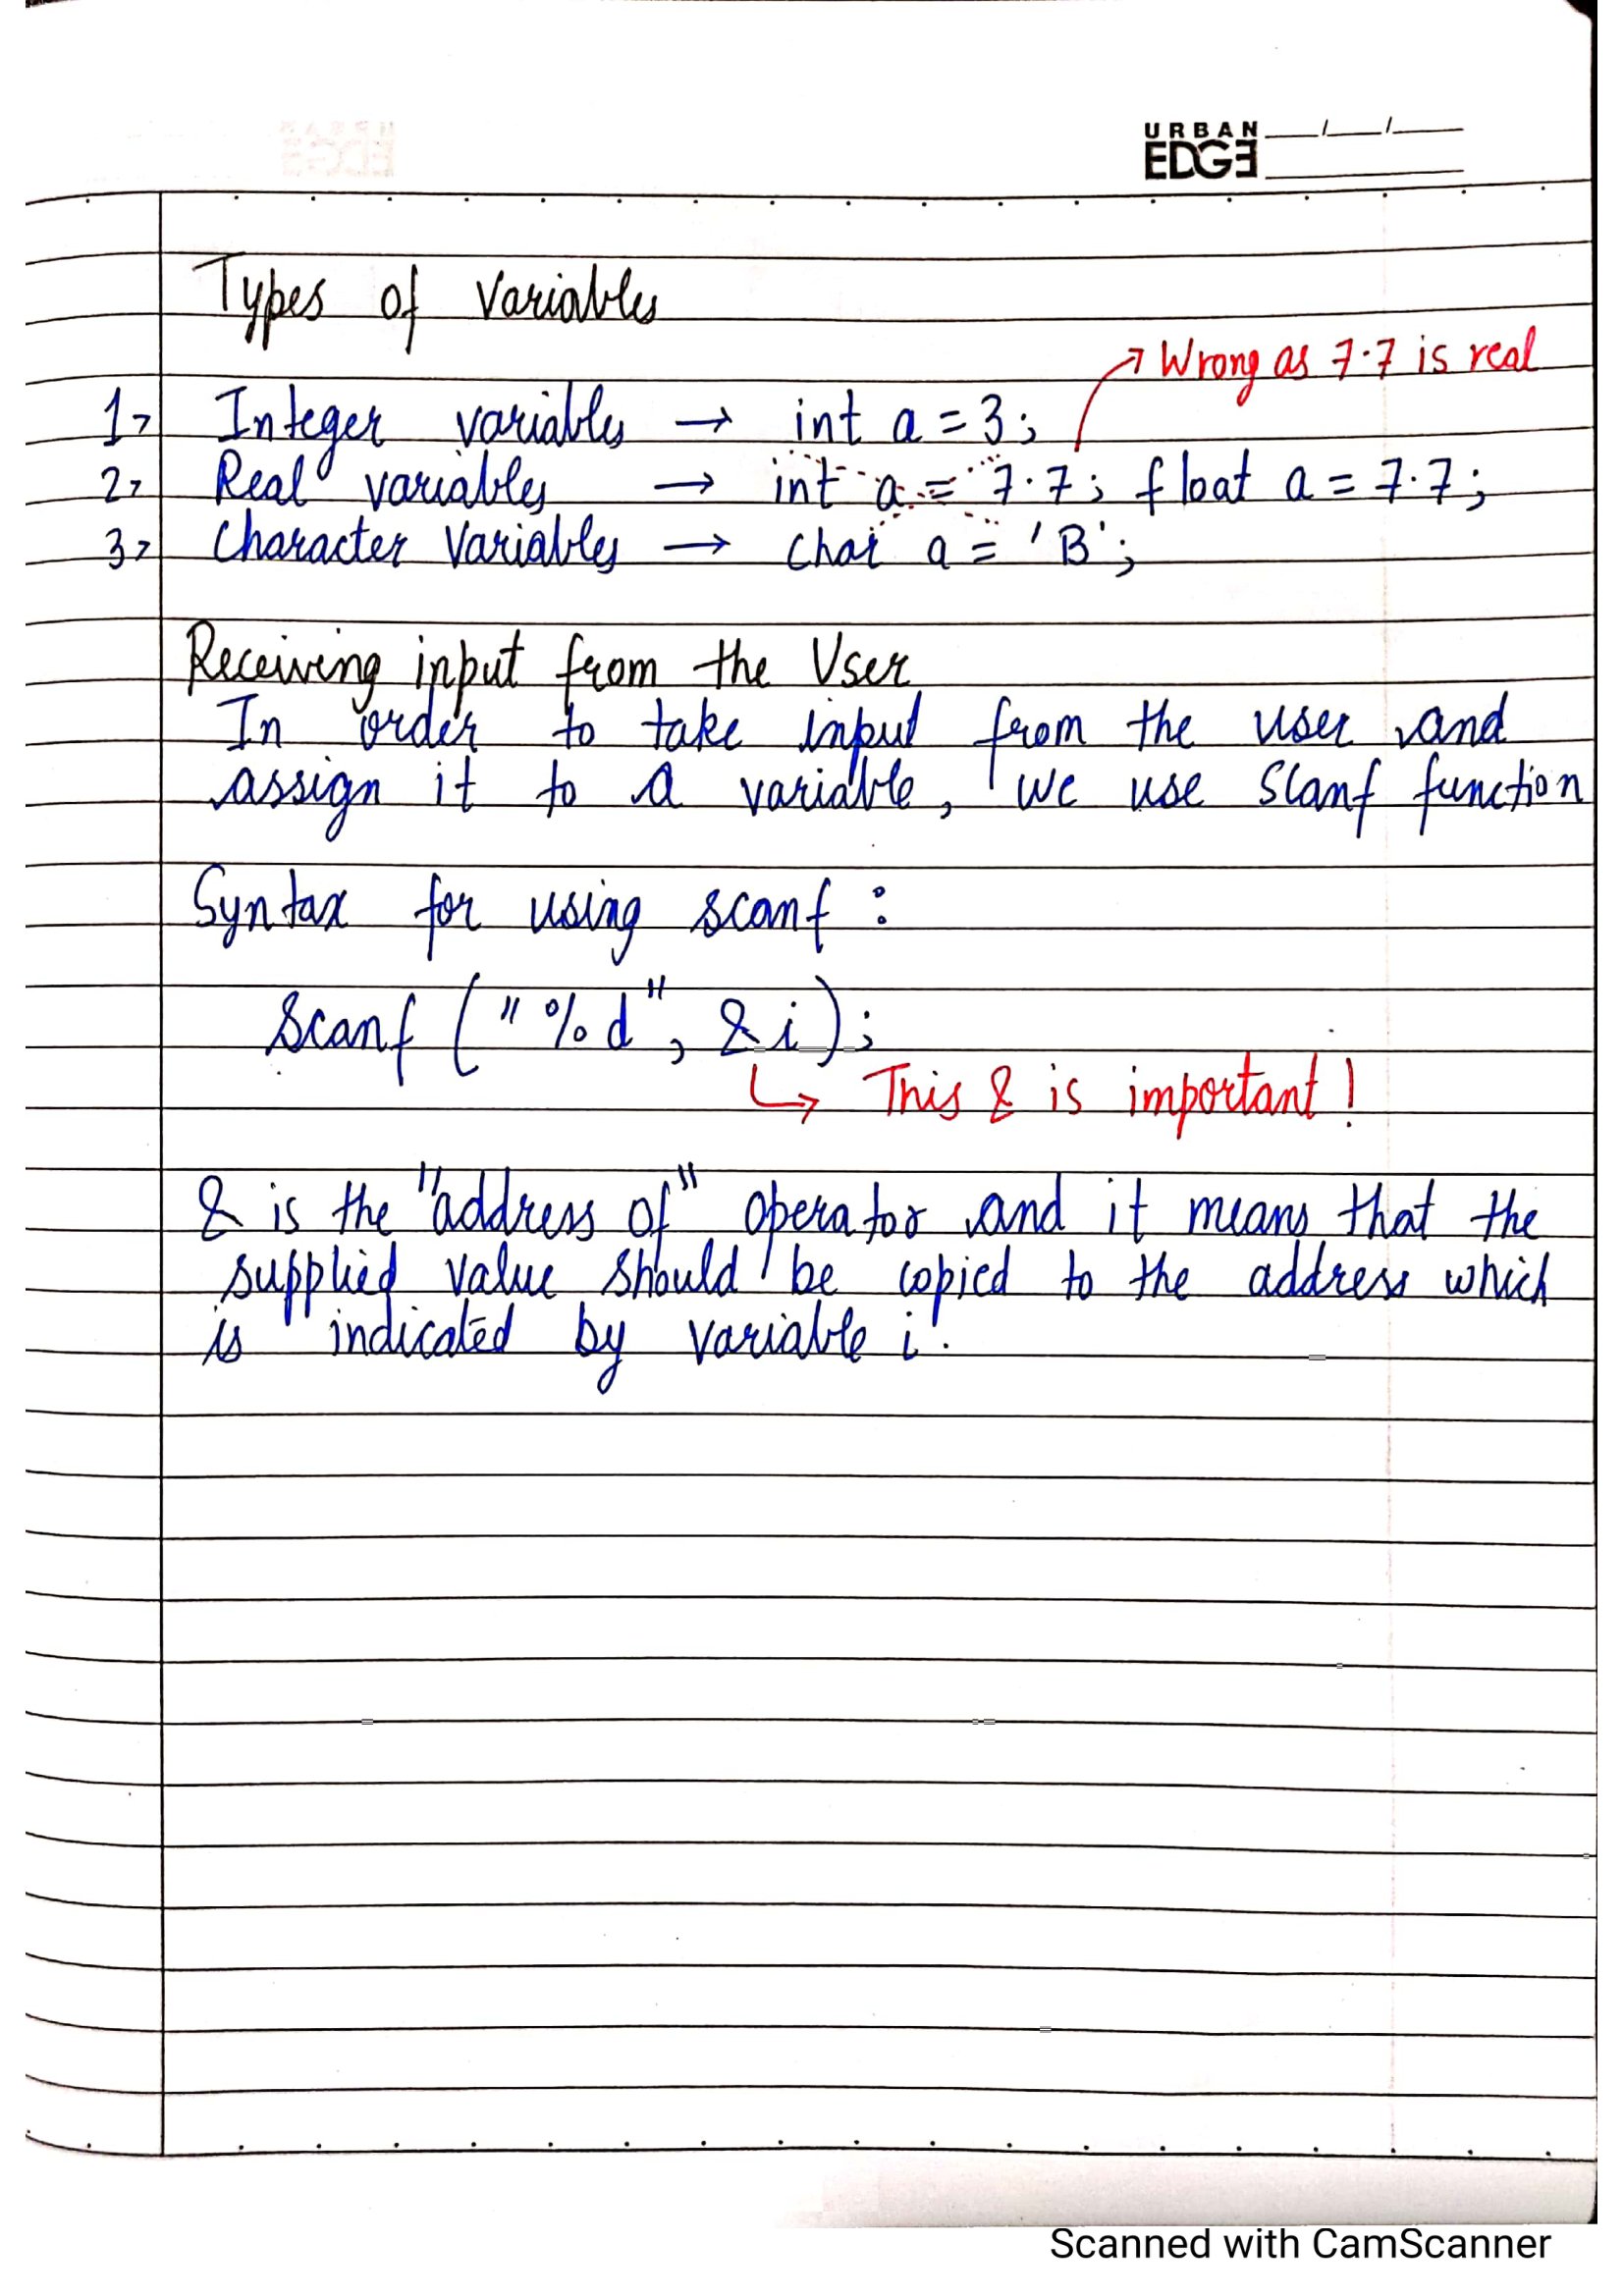 URBAN
EDGE
Types of Variables
Wrong as 7.7 is real
1> Integer variables → int a = 3;
2> Real variables → int a = 7.7; float a = 7.7;
3> Character Variables → char a = 'B';
Receiving input from the User
In order to take input from the user and
assign it to a variable, we use Scanf function
Syntax for using scanf :
Scanf ("%d", &i);
↳ This & is important!
& is the "address of" operator and it means that the
supplied value should be copied to the address which
is indicated by variable i.
Scanned with CamScanner